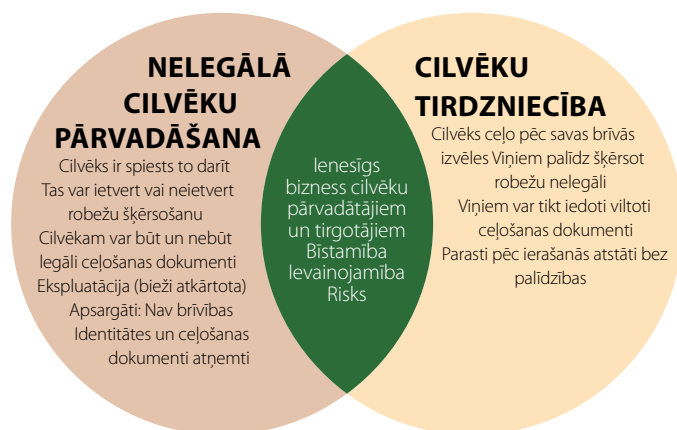 NELEGĀLĀ
CILVĒKU
PĀRVADĀŠANA
Cilvēks ir spiests to darīt
Tas var ietvert vai neietvert
robežu šķērsošanu
Cilvēkam var būt un nebūt
legāli ceļošanas dokumenti
Ekspluatācija (bieži atkārtota)
Apsargāti: Nav brīvības
Identitātes un ceļošanas
dokumenti atņemti
Ienesīgs
bizness cilvēku
pārvadātājiem
un tirgotājiem
Bīstamība
Ievainojamība
Risks
CILVĒKU
TIRDZNIECĪBA
Cilvēks ceļo pēc savas brīvās
izvēles Viņiem palīdz šķērsot
robežu nelegāli
Viņiem var tikt iedoti viltoti
ceļošanas dokumenti
Parasti pēc ierašanās atstāti bez
palīdzības